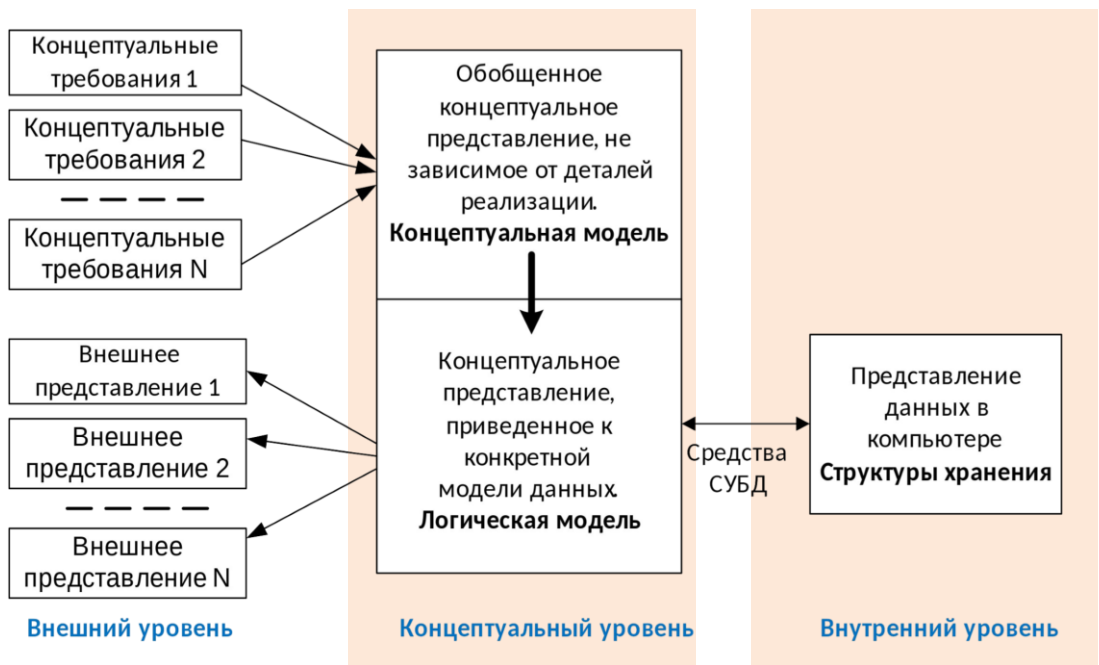 Концептуальные
требования 1
Концептуальные
требования 2
Концептуальные
требования N
Внешнее
представление 1
Внешнее
представление 2
Внешнее
представление N
Внешний уровень
Обобщенное
концептуальное
представление, не
зависимое от деталей
реализации.
Концептуальная модель
Концептуальное
представление,
приведенное к
конкретной
модели данных.
Логическая модель
Концептуальный уровень
Средства
СУБД
Представление
данных в
компьютере
Структуры хранения
Внутренний уровень